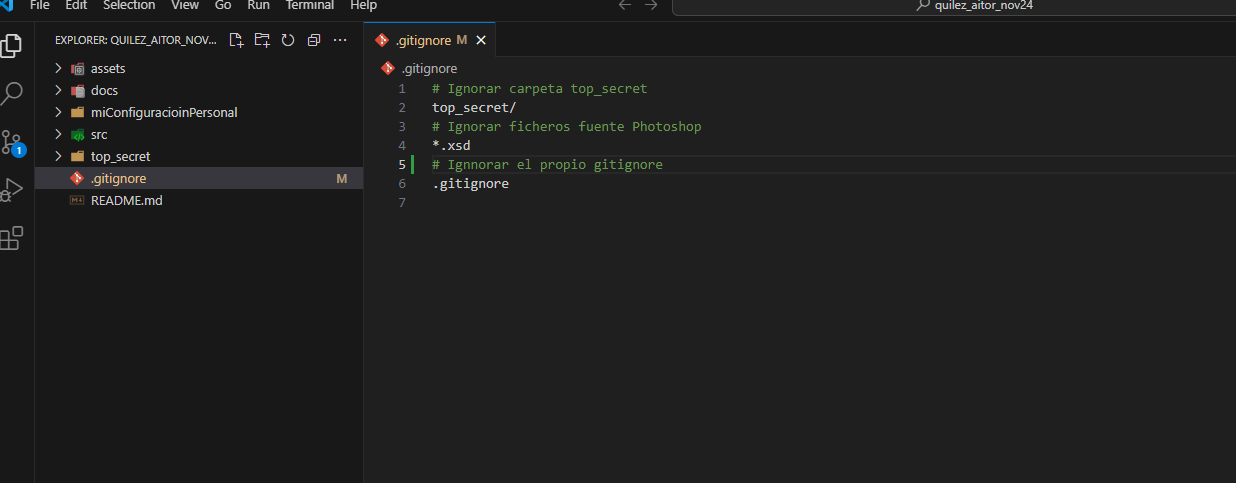 File Edit Selection View Go Run Terminal Help
quilez_aitor_nov24
EXPLORER: QUILEZ_AITOR_NOV...
assets
docs
miConfiguracioinPersonal
src
top_secret
.gitignore M
README.md
1
.gitignore M
.gitignore
1 # Ignorar carpeta top_secret
2 top_secret/
3 # Ignorar ficheros fuente Photoshop
4 *.xsd
5 # Ignnorar el propio gitignore
6 .gitignore
7